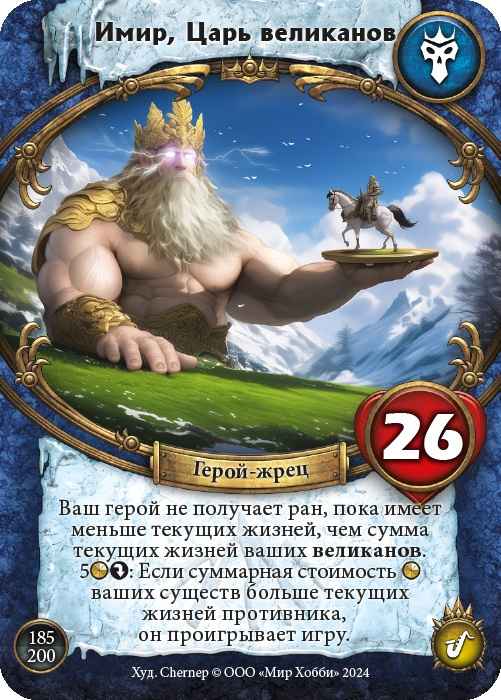 Имир, Царь великанов
26
Герой-жрец
Ваш герой не получает ран, пока имеет
меньше текущих жизней, чем сумма
текущих жизней ваших великанов.
5: Если суммарная стоимость
ваших существ больше текущих
жизней противника,
он проигрывает игру.
185
200
Худ. Chernep © ООО «Мир Хобби» 2024